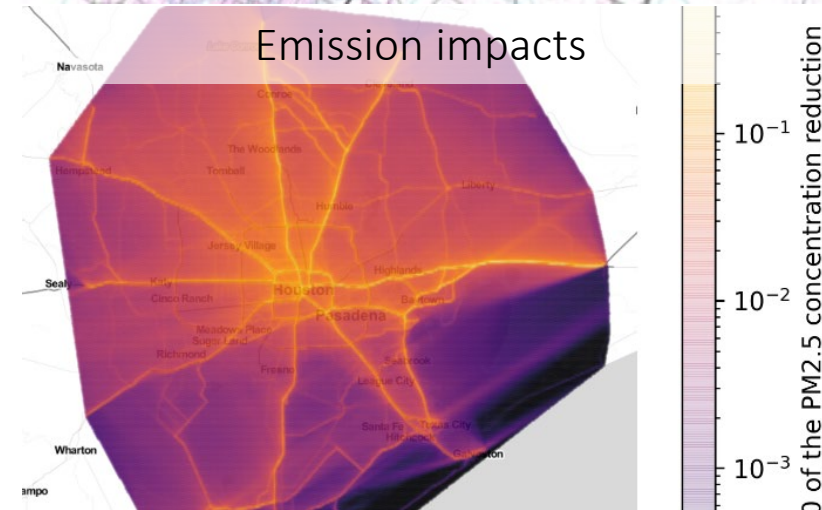 Emission impacts
Navasota
Conroe
The Woodlands
Hempstead
Tomball
Liberty
Humble
Jersey Village
Highlands
Sealy
Katy
Houston
Cinco Ranch
Baytown
Pasadena
Meadows Place
Sugar Land
Richmond
Seabrook
Fresno
League City
Santa Fe
Texas City
Hitchcock
Galveston
Wharton
ampo
10⁻¹
10⁻²
10⁻³
0 of the PM2.5 concentration reduction